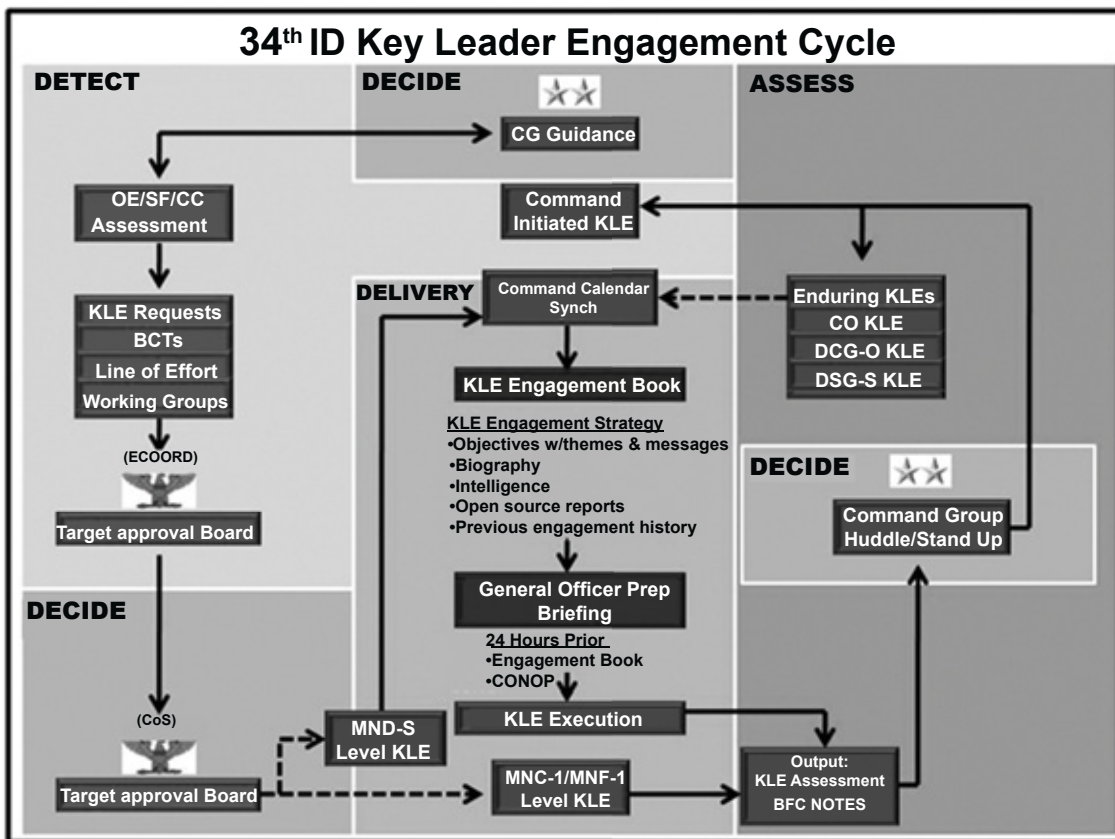 34th ID Key Leader Engagement Cycle
DETECT
OE/SF/CC
Assessment
KLE Requests
BCTs
Line of Effort
Working Groups
(ECOORD)
Target approval Board
DECIDE
(CoS)
Target approval Board
DECIDE
CG Guidance
Command
Initiated KLE
DELIVERY
Command Calendar
Synch
KLE Engagement Book
KLE Engagement Strategy
•Objectives w/themes & messages
•Biography
•Intelligence
•Open source reports
•Previous engagement history
General Officer Prep
Briefing
24 Hours Prior
•Engagement Book
•CONOP
KLE Execution
MND-S
Level KLE
MNC-1/MNF-1
Level KLE
ASSESS
Enduring KLEs
CO KLE
DCG-O KLE
DSG-S KLE
DECIDE
Command Group
Huddle/Stand Up
Output:
KLE Assessment
BFC NOTES